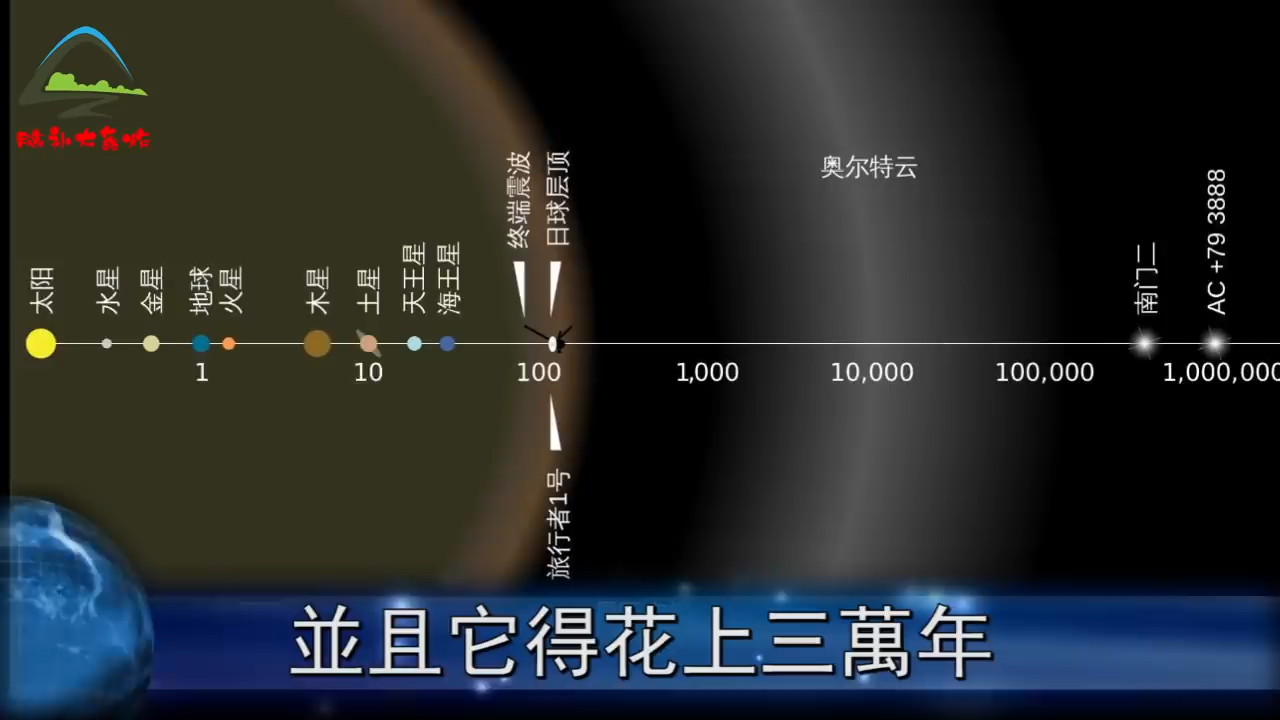 奥尔特云
终端震波
日球层顶
太阳
水星
金星
地球
火星
木星
土星
天王星
海王星
南门二
AC +79 3888
1
10
100
1,000
10,000
100,000
1,000,000
旅行者1号
並且它得花上三萬年